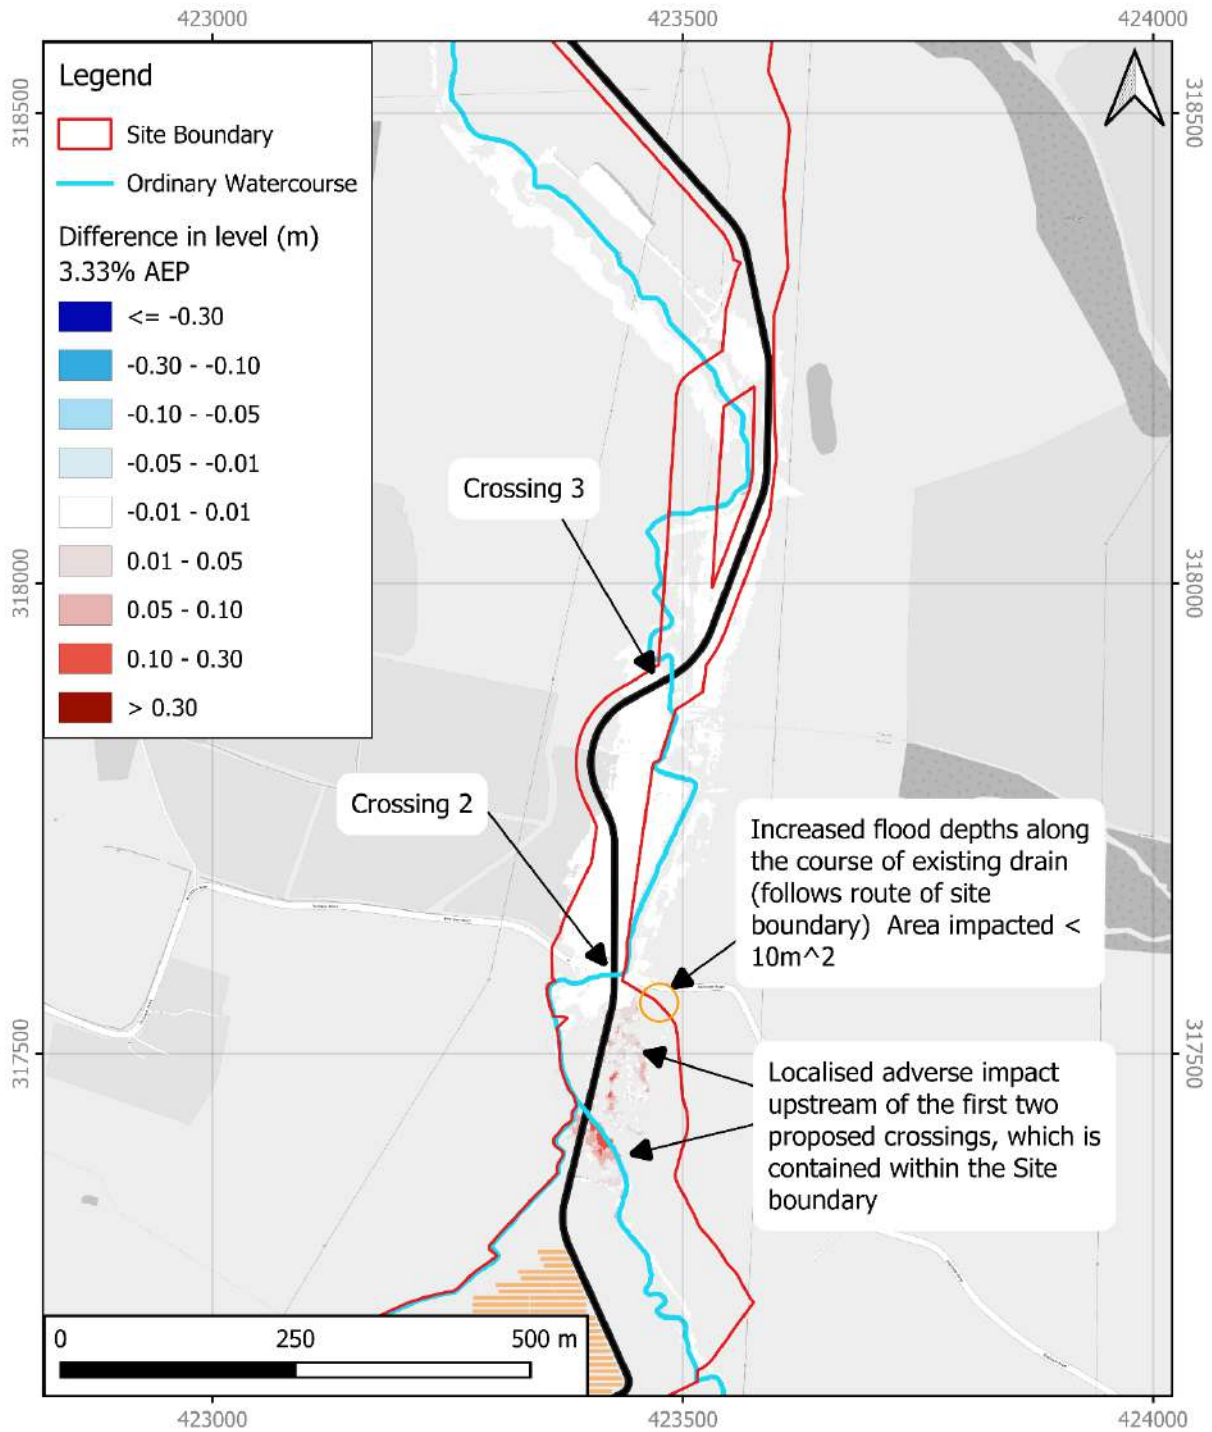 423000
423500
424000
318500
318500
Legend
Site Boundary
Ordinary Watercourse
Difference in level (m)
3.33% AEP
<= -0.30
-0.30 - -0.10
-0.10 - -0.05
-0.05 - -0.01
-0.01 - 0.01
0.01 - 0.05
0.05 - 0.10
0.10 - 0.30
> 0.30
Crossing 3
318000
318000
Crossing 2
Increased flood depths along
the course of existing drain
(follows route of site
boundary) Area impacted <
10m^2
317500
317500
Localised adverse impact
upstream of the first two
proposed crossings, which is
contained within the Site
boundary
0
250
500 m
423000
423500
424000